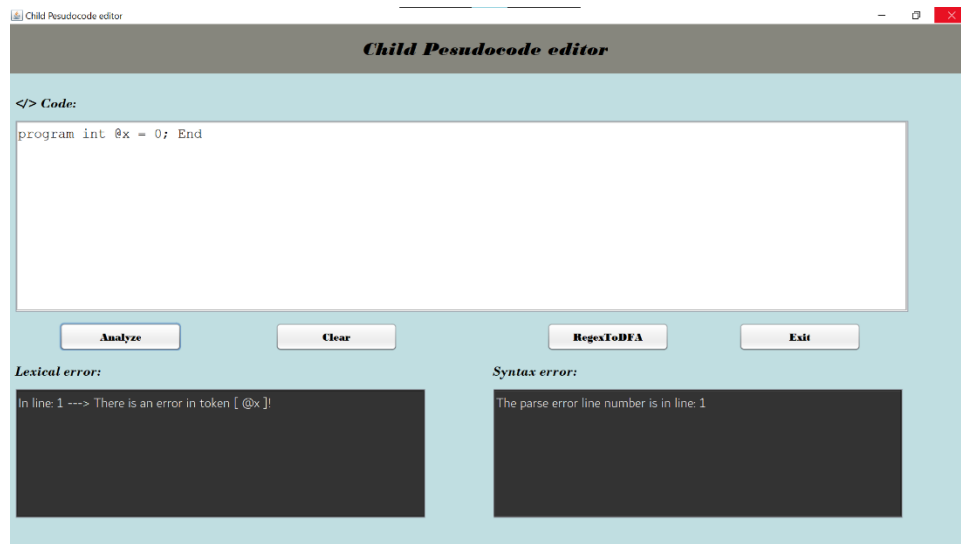 Child Pesudocode editor
Child Pesudocode editor
</> Code:
program int @x = 0; End
Analyze Clear RegexToDFA Exit
Lexical error: Syntax error:
In line: 1 ---> There is an error in token [ @x ]! The parse error line number is in line: 1